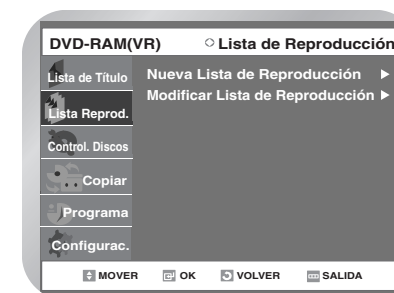 DVD-RAM(VR) Lista de Reproducción
Lista de Título
Nueva Lista de Reproducción
Modificar Lista de Reproducción
Lista Reprod.
Control. Discos
Copiar
Programa
Configurac.
MOVER OK VOLVER SALIDA